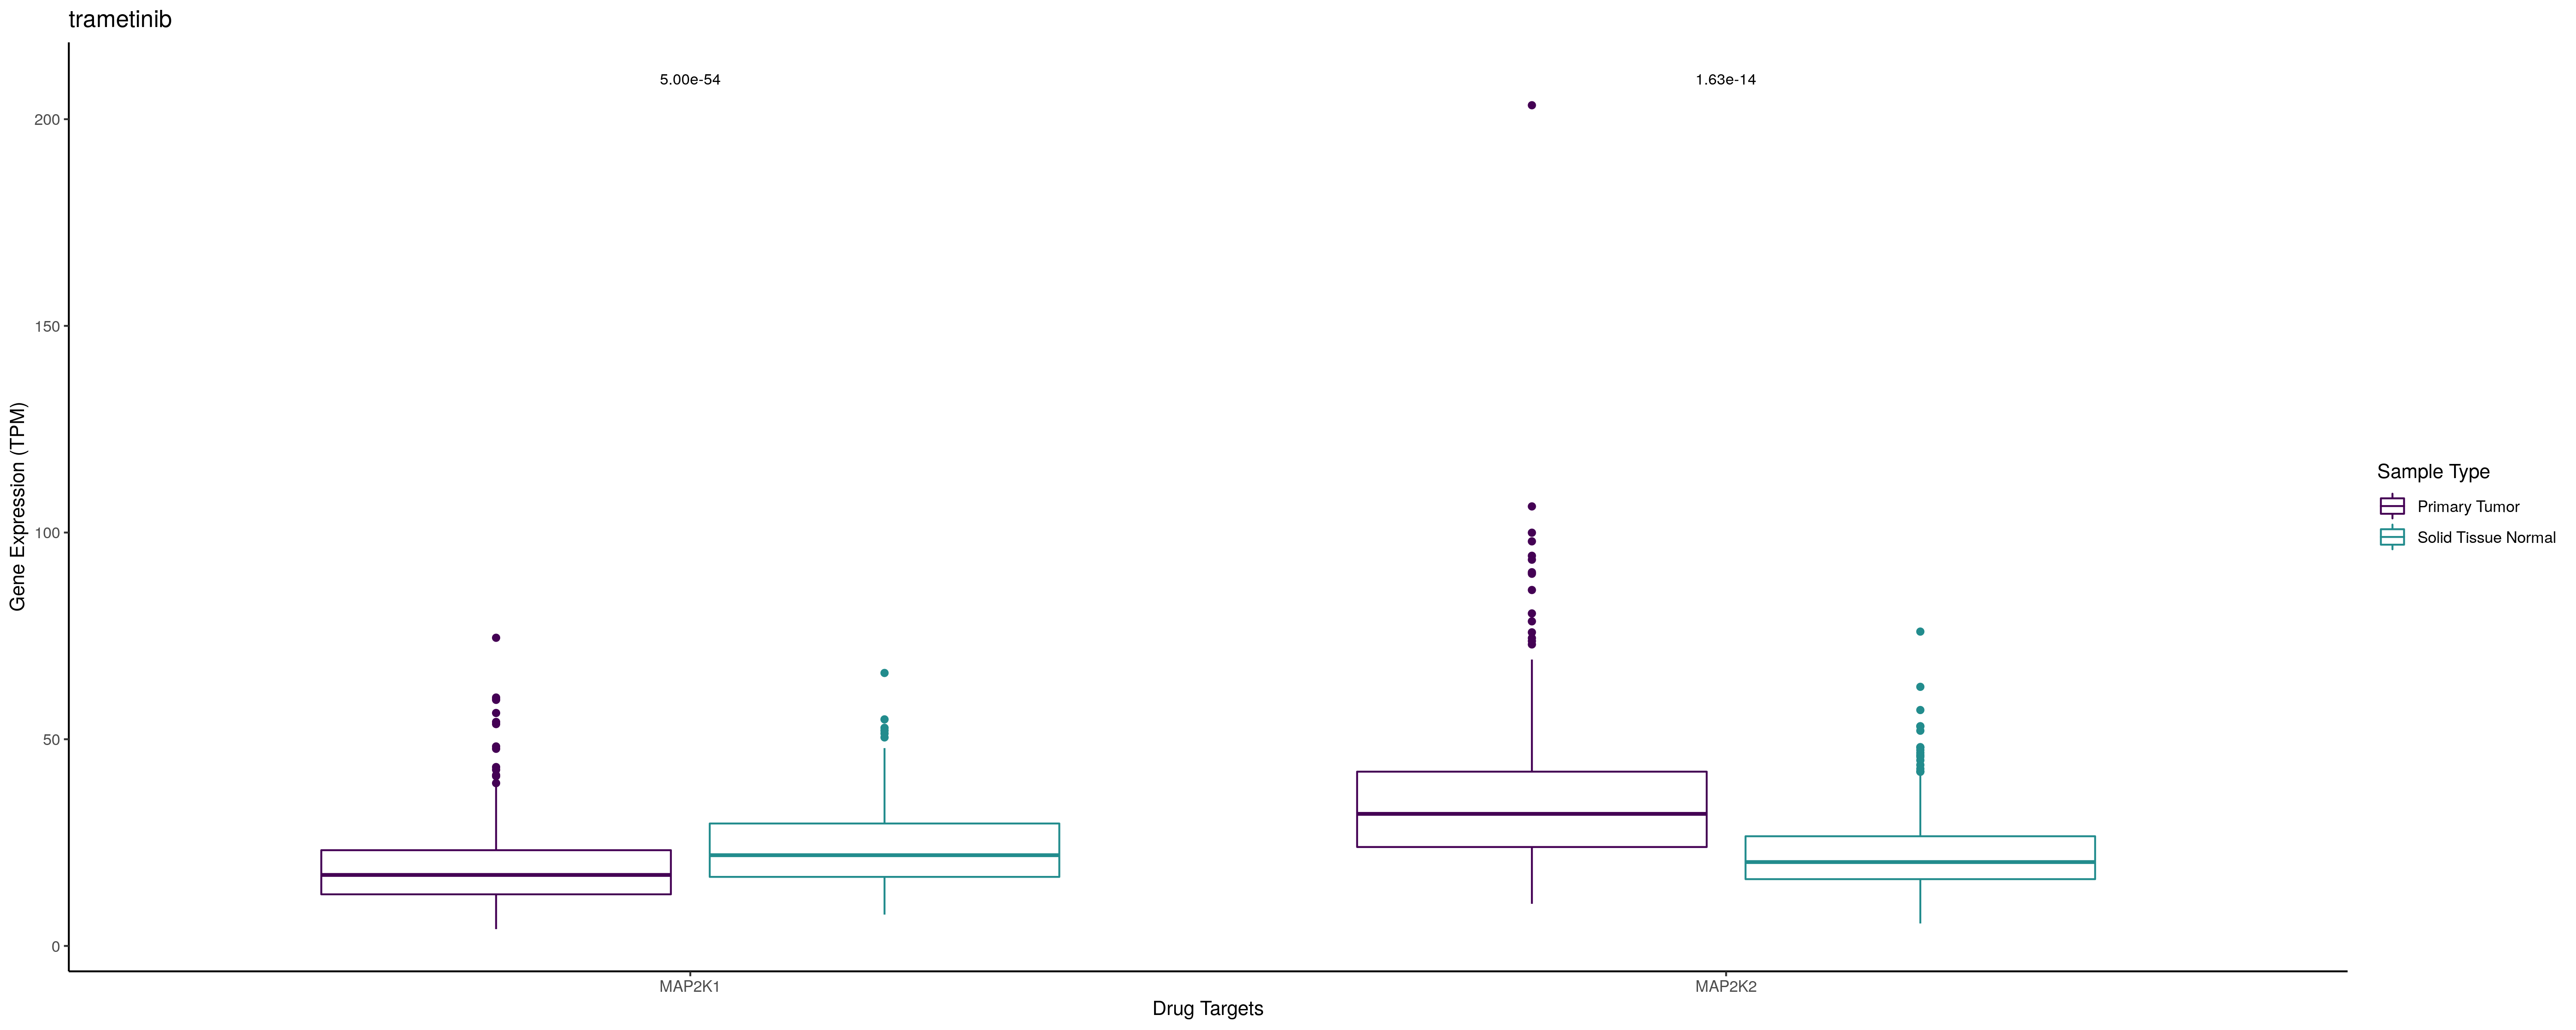 trametinib
5.00e-54
1.63e-14
200
150
100
50
0
Gene Expression (TPM)
MAP2K1
MAP2K2
Drug Targets
Sample Type
Primary Tumor
Solid Tissue Normal